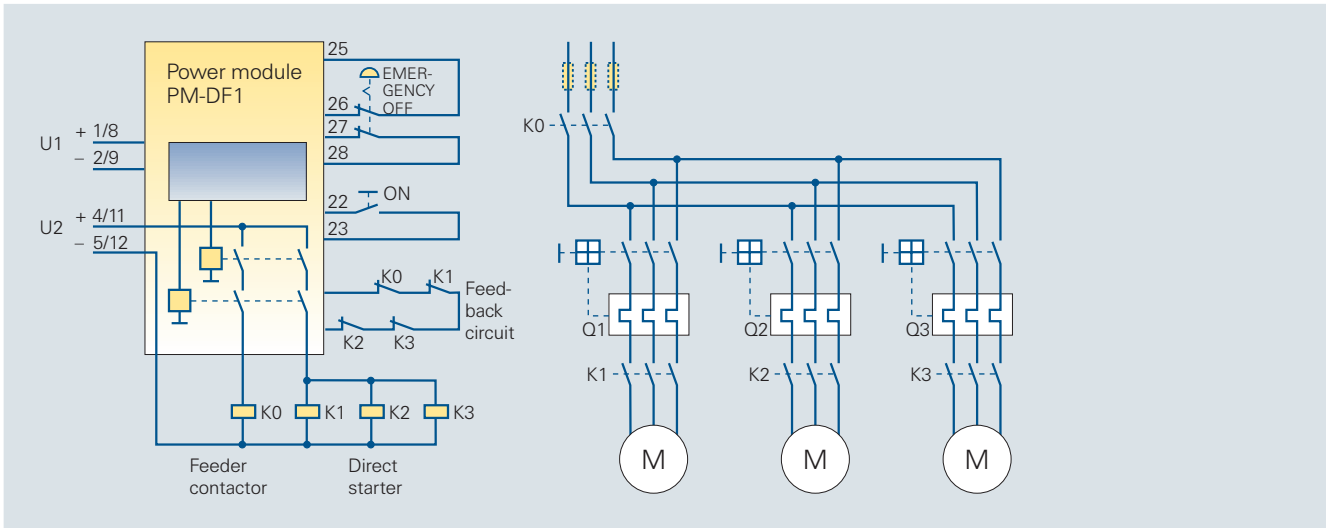 Power module
PM-DF1
U1
+ 1/8
– 2/9
U2
+ 4/11
– 5/12
25
EMER-
GENCY
OFF
26
27
28
22
ON
23
K0
K1
Feed-
back
circuit
K2
K3
K0
K1
K2
K3
Feeder
contactor
Direct
starter
K0
Q1
Q2
Q3
K1
K2
K3
M
M
M